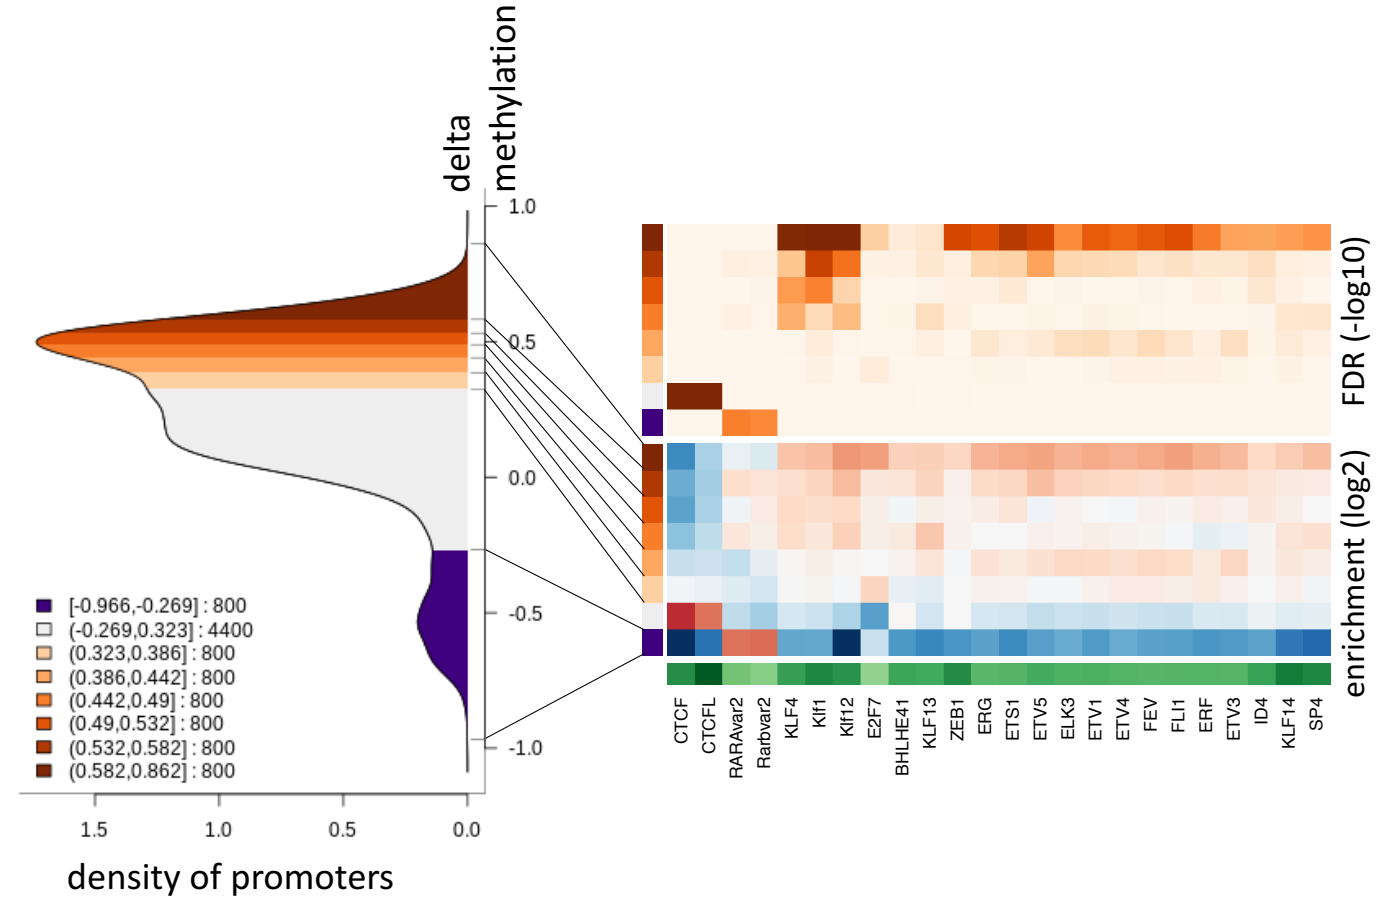 delta
methylation
1.0
0.5
0.0
-0.5
-1.0
[-0.966,-0.269] : 800
(-0.269,0.323] : 4400
(0.323,0.386] : 800
(0.386,0.442] : 800
(0.442,0.49] : 800
(0.49,0.532] : 800
(0.532,0.582] : 800
(0.582,0.862] : 800
1.5
1.0
0.5
0.0
density of promoters
FDR (-log10)
enrichment (log2)
CTCF
CTCFL
RARAvar2
Rarbvar2
KLF4
Klf1
Klf12
E2F7
BHLHE41
KLF13
ZEB1
ERG
ETS1
ETV5
ELK3
ETV1
ETV4
FEV
FLI1
ERF
ETV3
ID4
KLF14
SP4